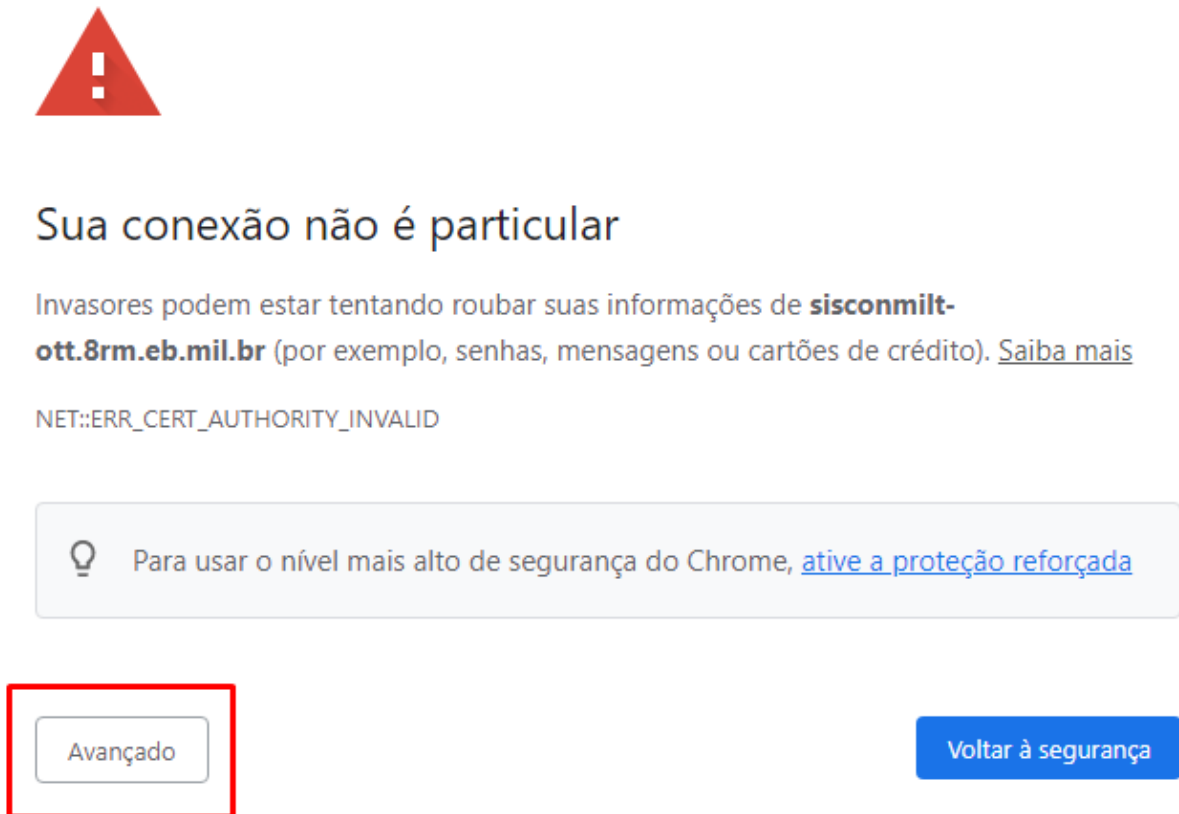 Sua conexão não é particular
Invasores podem estar tentando roubar suas informações de sisconmilt-
ott.8rm.eb.mil.br (por exemplo, senhas, mensagens ou cartões de crédito). Saiba mais
NET::ERR_CERT_AUTHORITY_INVALID
Para usar o nível mais alto de segurança do Chrome, ative a proteção reforçada
Avançado
Voltar à segurança